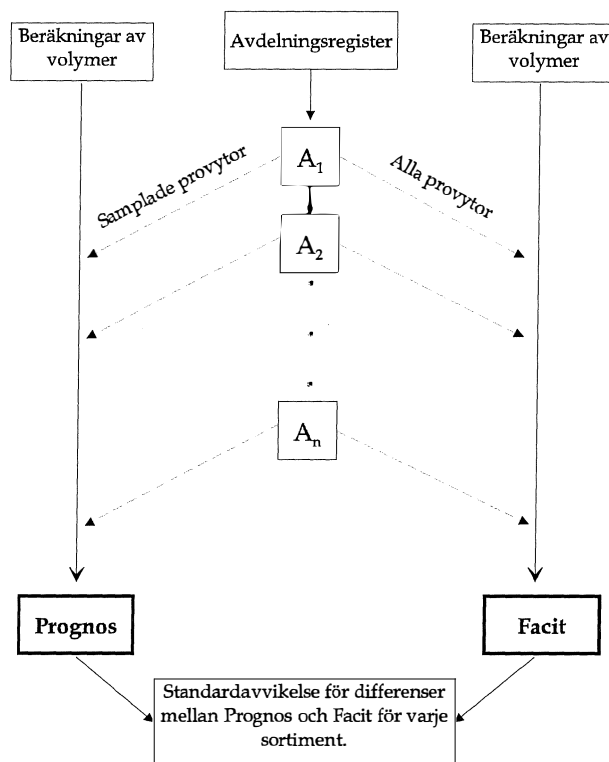 Beräkningar av
volymer
Avdelningsregister
Beräkningar av
volymer
A1
Samplade provytor
Alla provytor
A2
An
Prognos
Facit
Standardavvikelse för differenser
mellan Prognos och Facit för varje
sortiment.